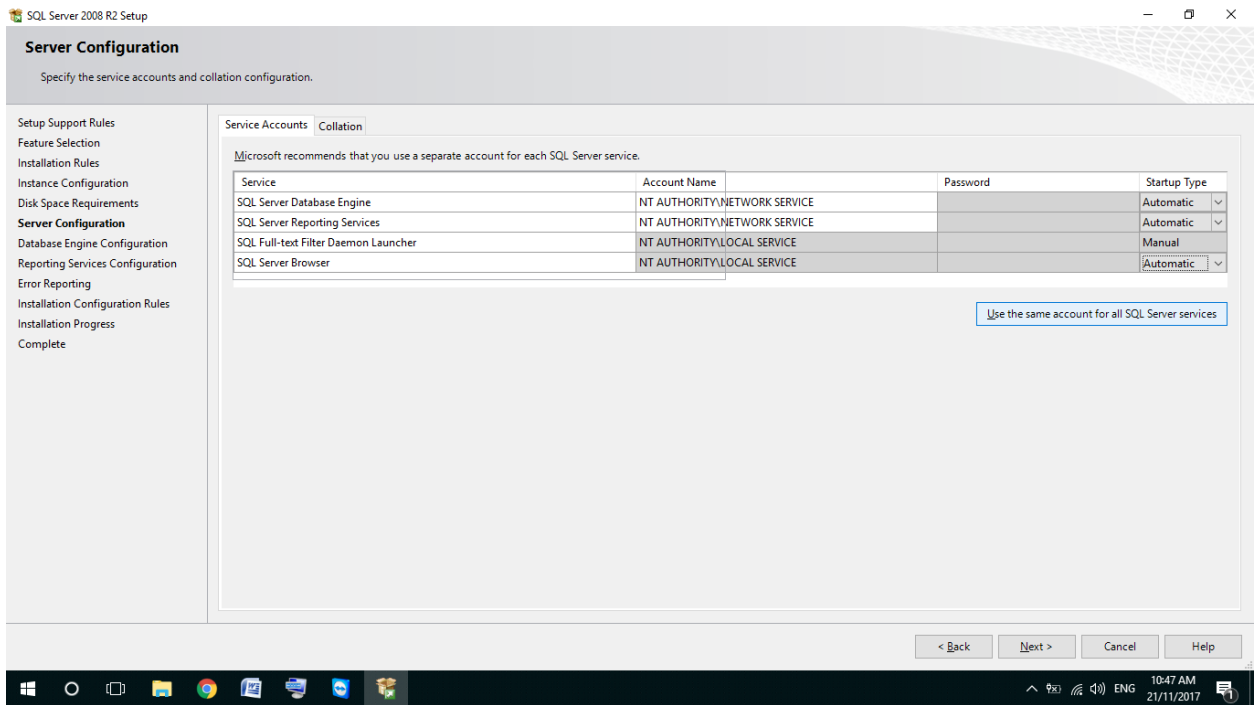 SQL Server 2008 R2 Setup
Server Configuration
Specify the service accounts and collation configuration.
Setup Support Rules
Feature Selection
Installation Rules
Instance Configuration
Disk Space Requirements
Server Configuration
Database Engine Configuration
Reporting Services Configuration
Error Reporting
Installation Configuration Rules
Installation Progress
Complete
Service Accounts Collation
Microsoft recommends that you use a separate account for each SQL Server service.
Service Account Name Password Startup Type
SQL Server Database Engine NT AUTHORITY\NETWORK SERVICE Automatic
SQL Server Reporting Services NT AUTHORITY\NETWORK SERVICE Automatic
SQL Full-text Filter Daemon Launcher NT AUTHORITY\LOCAL SERVICE Manual
SQL Server Browser NT AUTHORITY\LOCAL SERVICE Automatic
Use the same account for all SQL Server services
< Back Next > Cancel Help
ENG 10:47 AM
21/11/2017 1